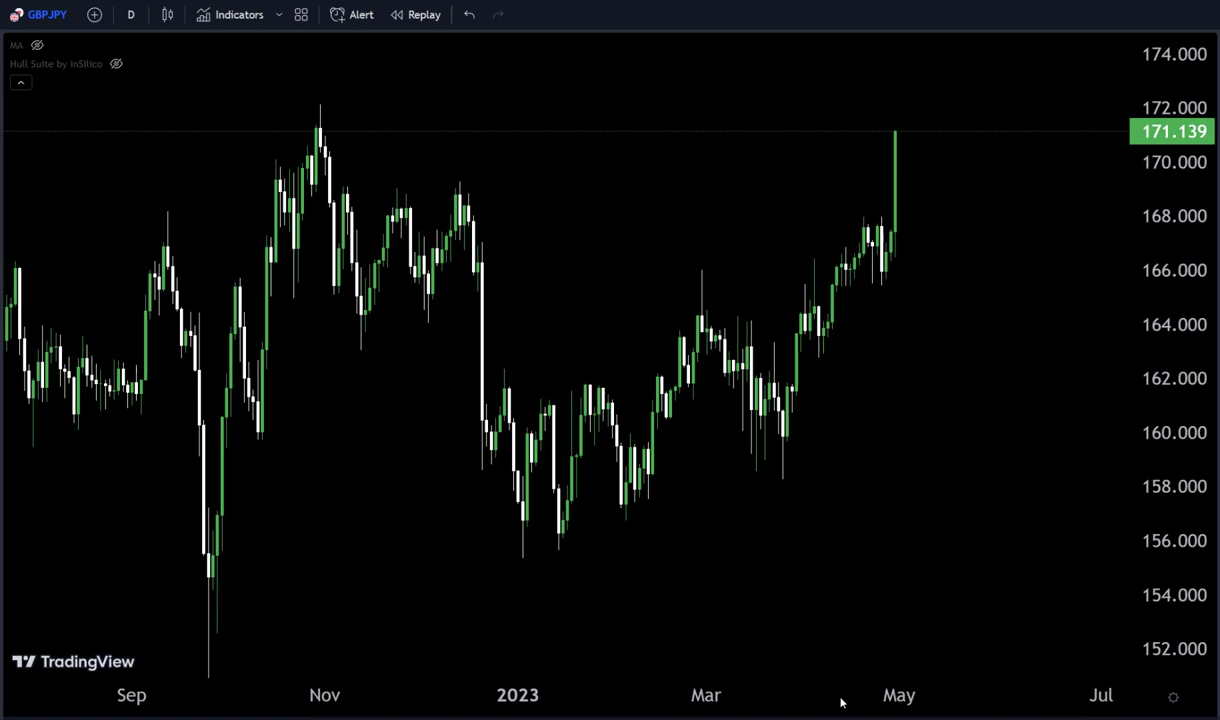 GBPJPY D Indicators Alert Replay
MA
Hull Suite by InSilico
174.000
172.000
171.139
170.000
168.000
166.000
164.000
162.000
160.000
158.000
156.000
154.000
152.000
TradingView
Sep Nov 2023 Mar May Jul